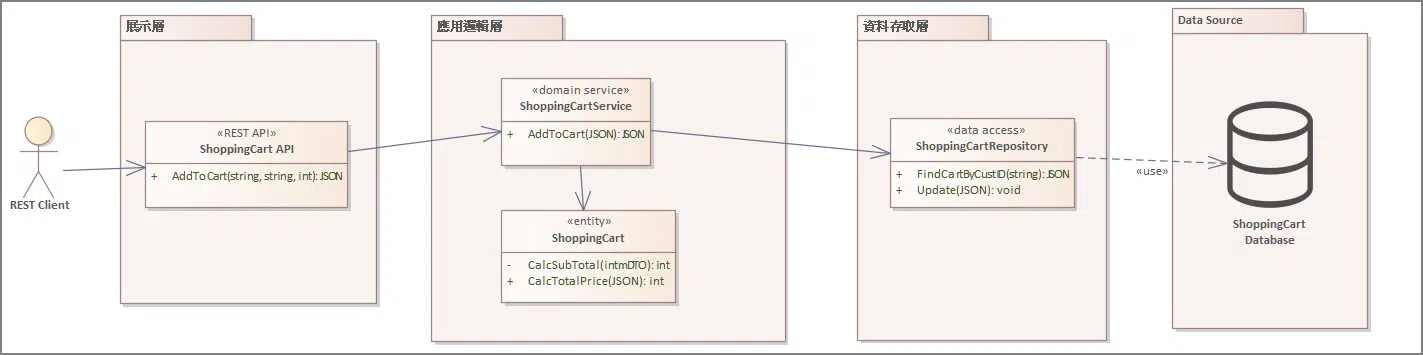 展示層
«REST API»
ShoppingCart API
+ AddToCart(string, string, int): JSON
REST Client
應用邏輯層
«domain service»
ShoppingCartService
+ AddToCart(JSON): JSON
«entity»
ShoppingCart
- CalcSubTotal(intmDTO): int
+ CalcTotalPrice(JSON): int
資料存取層
«data access»
ShoppingCartRepository
+ FindCartByCustID(string): JSON
+ Update(JSON): void
«use»
Data Source
ShoppingCart
Database